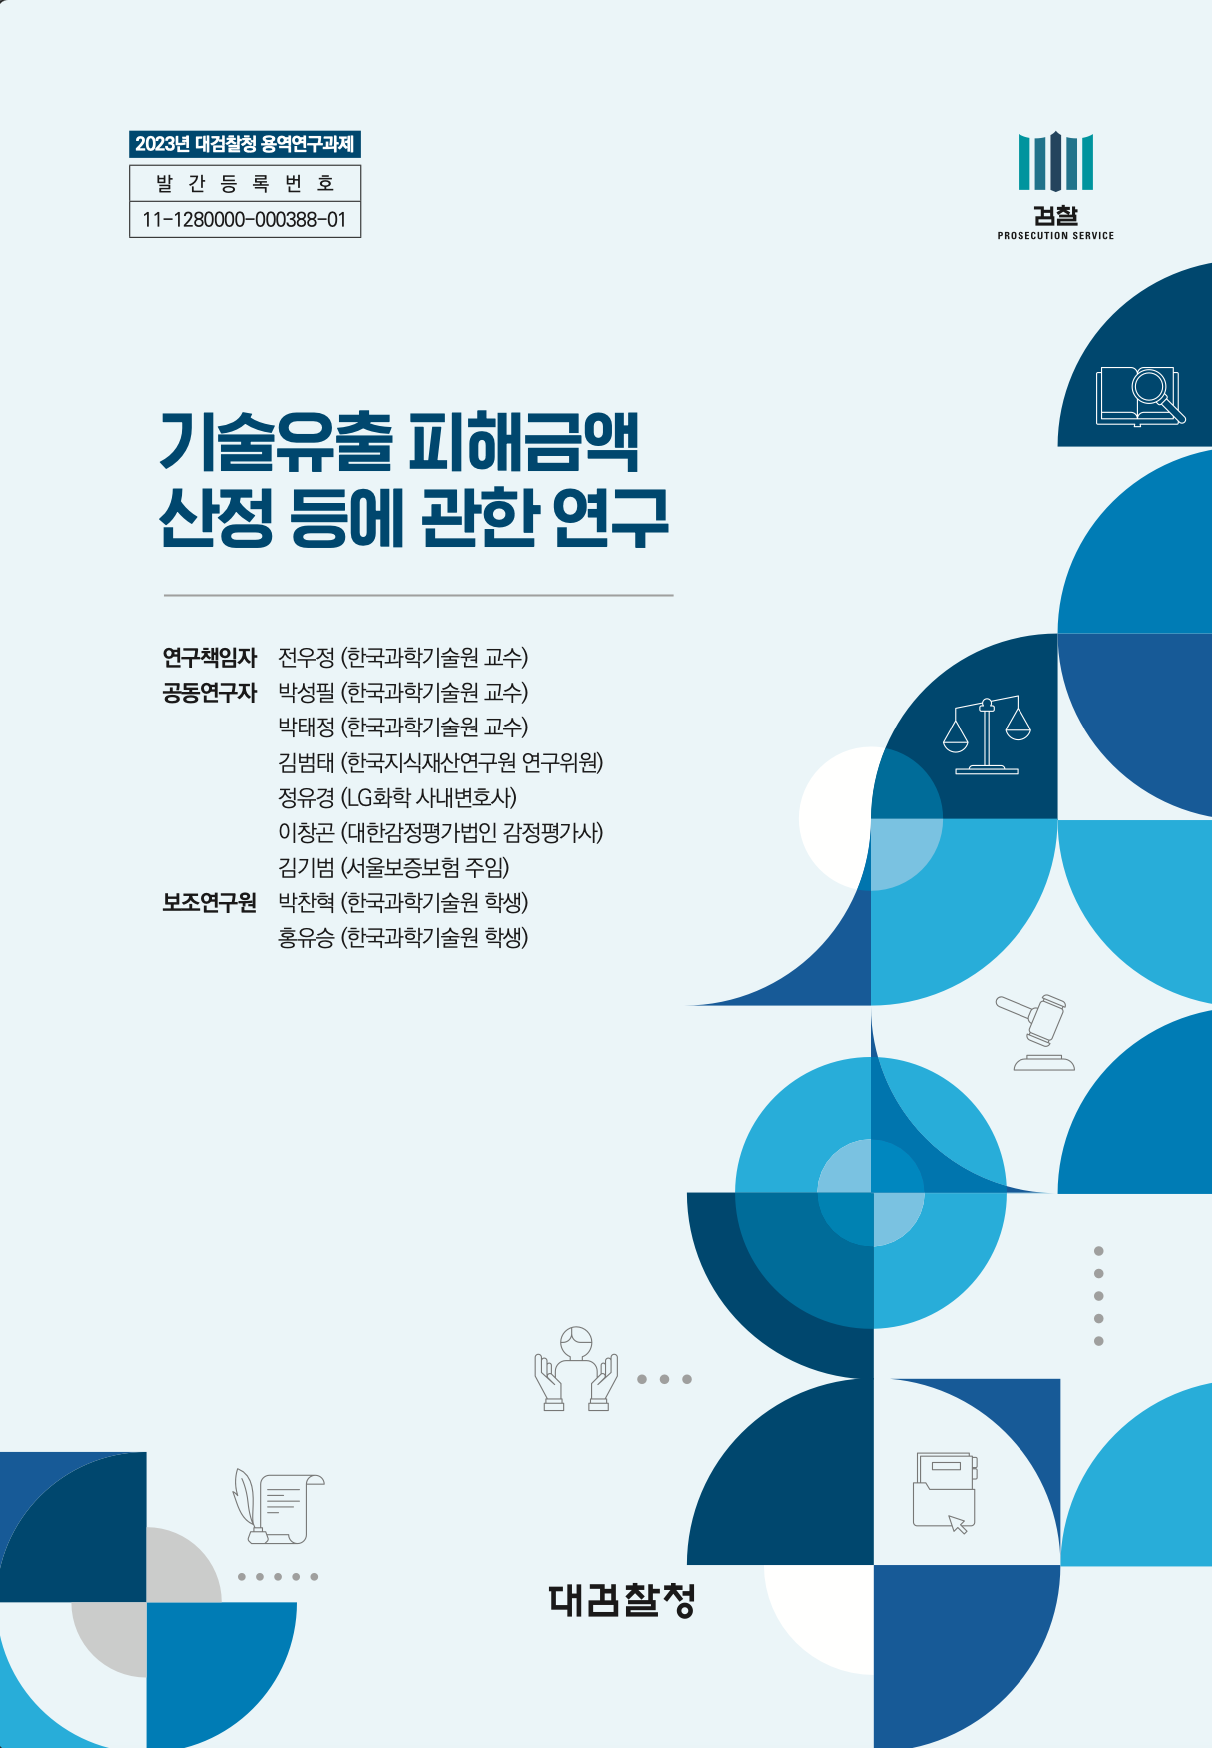 2023년 대검찰청 용역연구과제
발 간 등 록 번 호
11-1280000-000388-01
검찰
PROSECUTION SERVICE
기술유출 피해금액
산정 등에 관한 연구
연구책임자 전우정 (한국과학기술원 교수)
공동연구자 박성필 (한국과학기술원 교수)
박태정 (한국과학기술원 교수)
김범태 (한국지식재산연구원 연구위원)
정유경 (LG화학 사내변호사)
이창곤 (대한감정평가법인 감정평가사)
김기범 (서울보증보험 주임)
보조연구원 박찬혁 (한국과학기술원 학생)
홍유승 (한국과학기술원 학생)
대검찰청